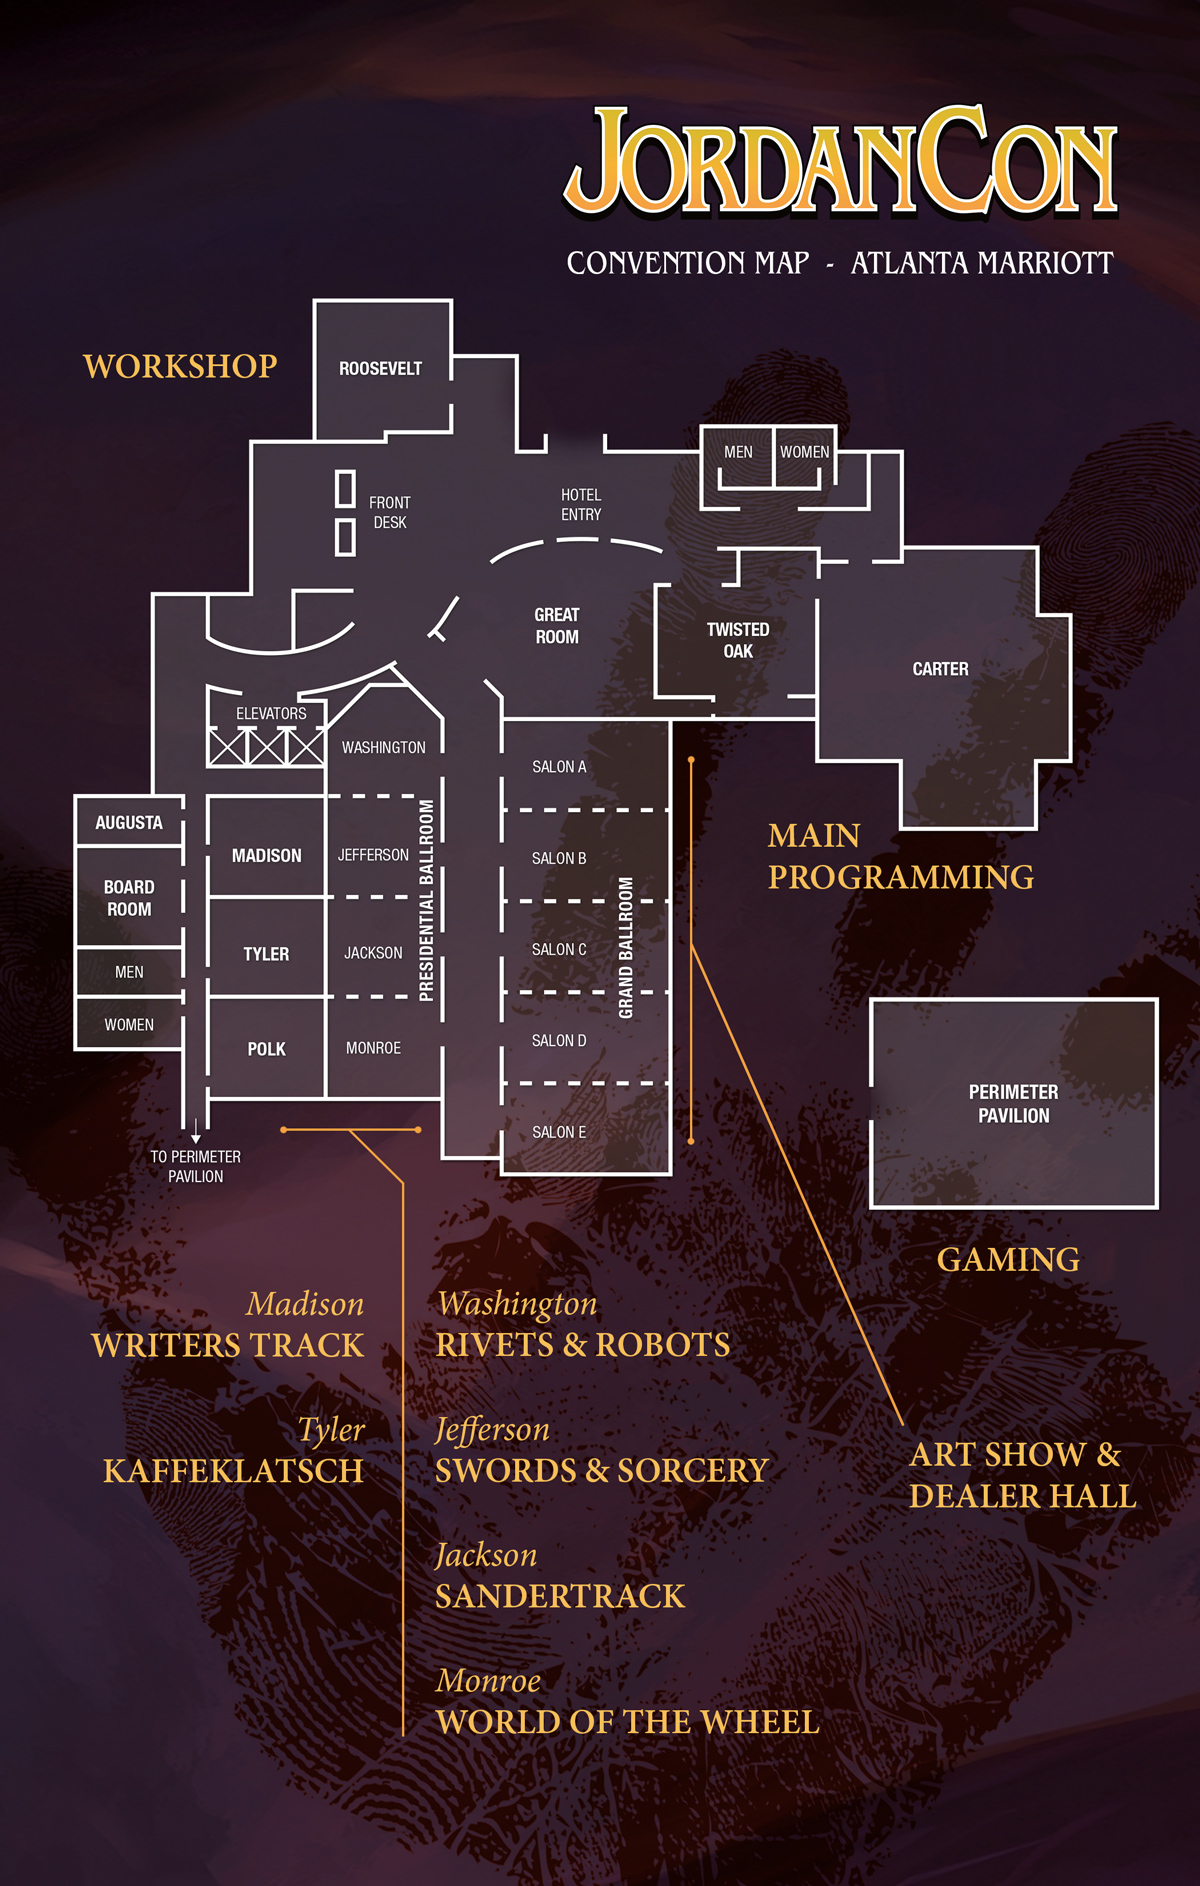 JORDANCON
CONVENTION MAP - ATLANTA MARRIOTT
WORKSHOP
ROOSEVELT
MEN
WOMEN
FRONT
DESK
HOTEL
ENTRY
GREAT
ROOM
TWISTED
OAK
CARTER
ELEVATORS
WASHINGTON
SALON A
AUGUSTA
MADISON
JEFFERSON
PRESIDENTIAL BALLROOM
SALON B
MAIN
PROGRAMMING
BOARD
ROOM
TYLER
JACKSON
SALON C
GRAND BALLROOM
MEN
WOMEN
POLK
MONROE
SALON D
SALON E
PERIMETER
PAVILION
TO PERIMETER
PAVILION
GAMING
Madison
WRITERS TRACK
Tyler
KAFFEKLATSCH
Washington
RIVETS & ROBOTS
Jefferson
SWORDS & SORCERY
Jackson
SANDERTRACK
Monroe
WORLD OF THE WHEEL
ART SHOW &
DEALER HALL